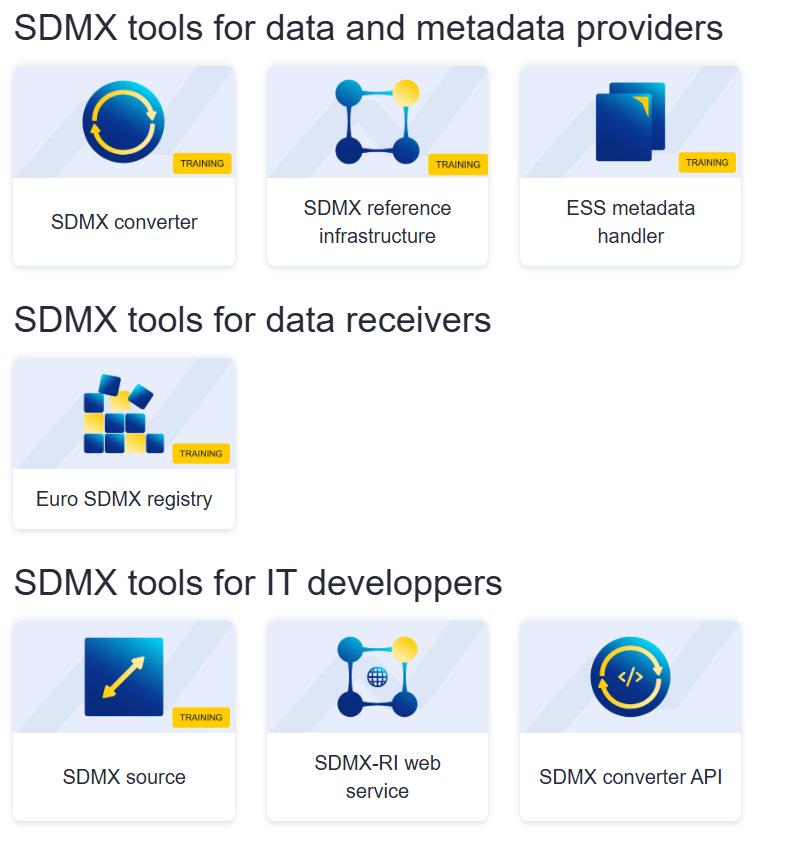 SDMX tools for data and metadata providers
TRAINING
TRAINING
TRAINING
SDMX converter
SDMX reference
infrastructure
ESS metadata
handler
SDMX tools for data receivers
TRAINING
Euro SDMX registry
SDMX tools for IT developpers
</>
TRAINING
SDMX source
SDMX-RI web
service
SDMX converter API